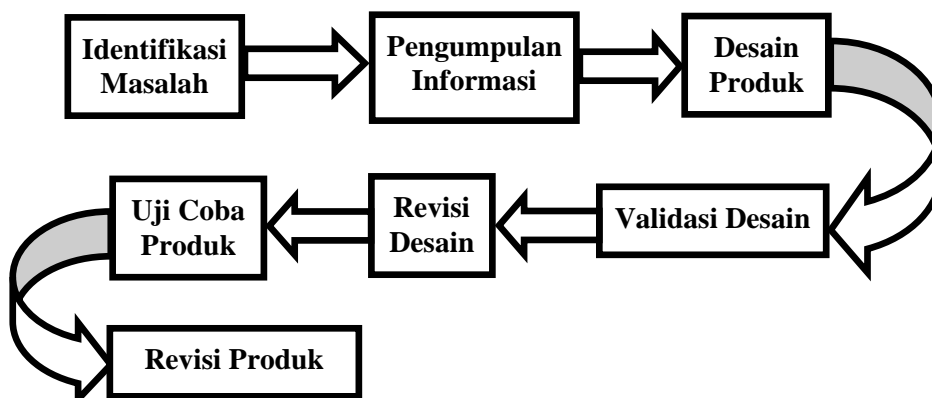 Identifikasi
Masalah
Pengumpulan
Informasi
Desain
Produk
Validasi Desain
Revisi
Desain
Uji Coba
Produk
Revisi Produk